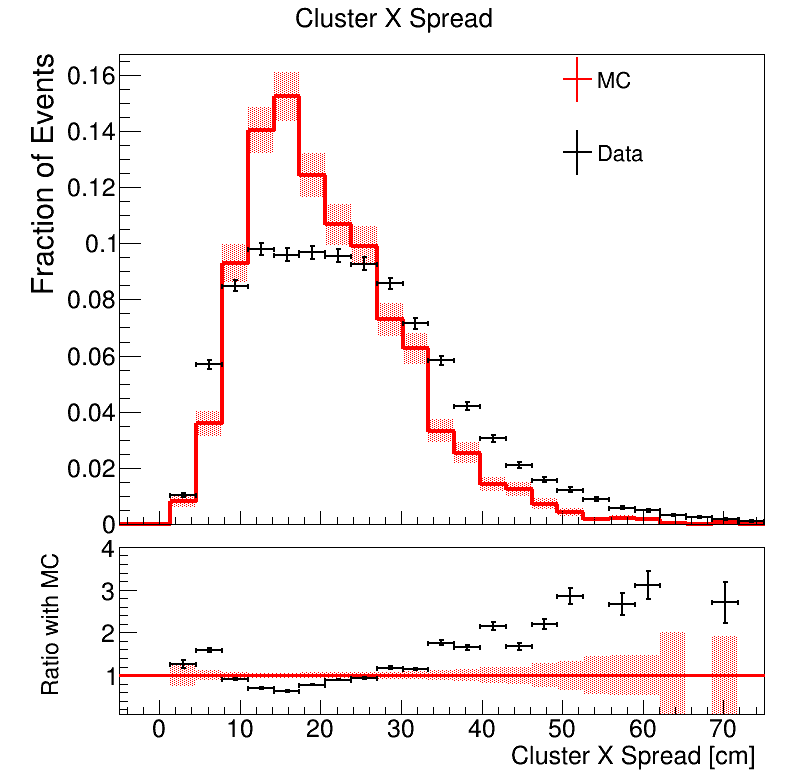 Cluster X Spread
Fraction of Events
0.16
0.14
0.12
0.1
0.08
0.06
0.04
0.02
0
MC
Data
Ratio with MC
4
3
2
1
0 10 20 30 40 50 60 70
Cluster X Spread [cm]